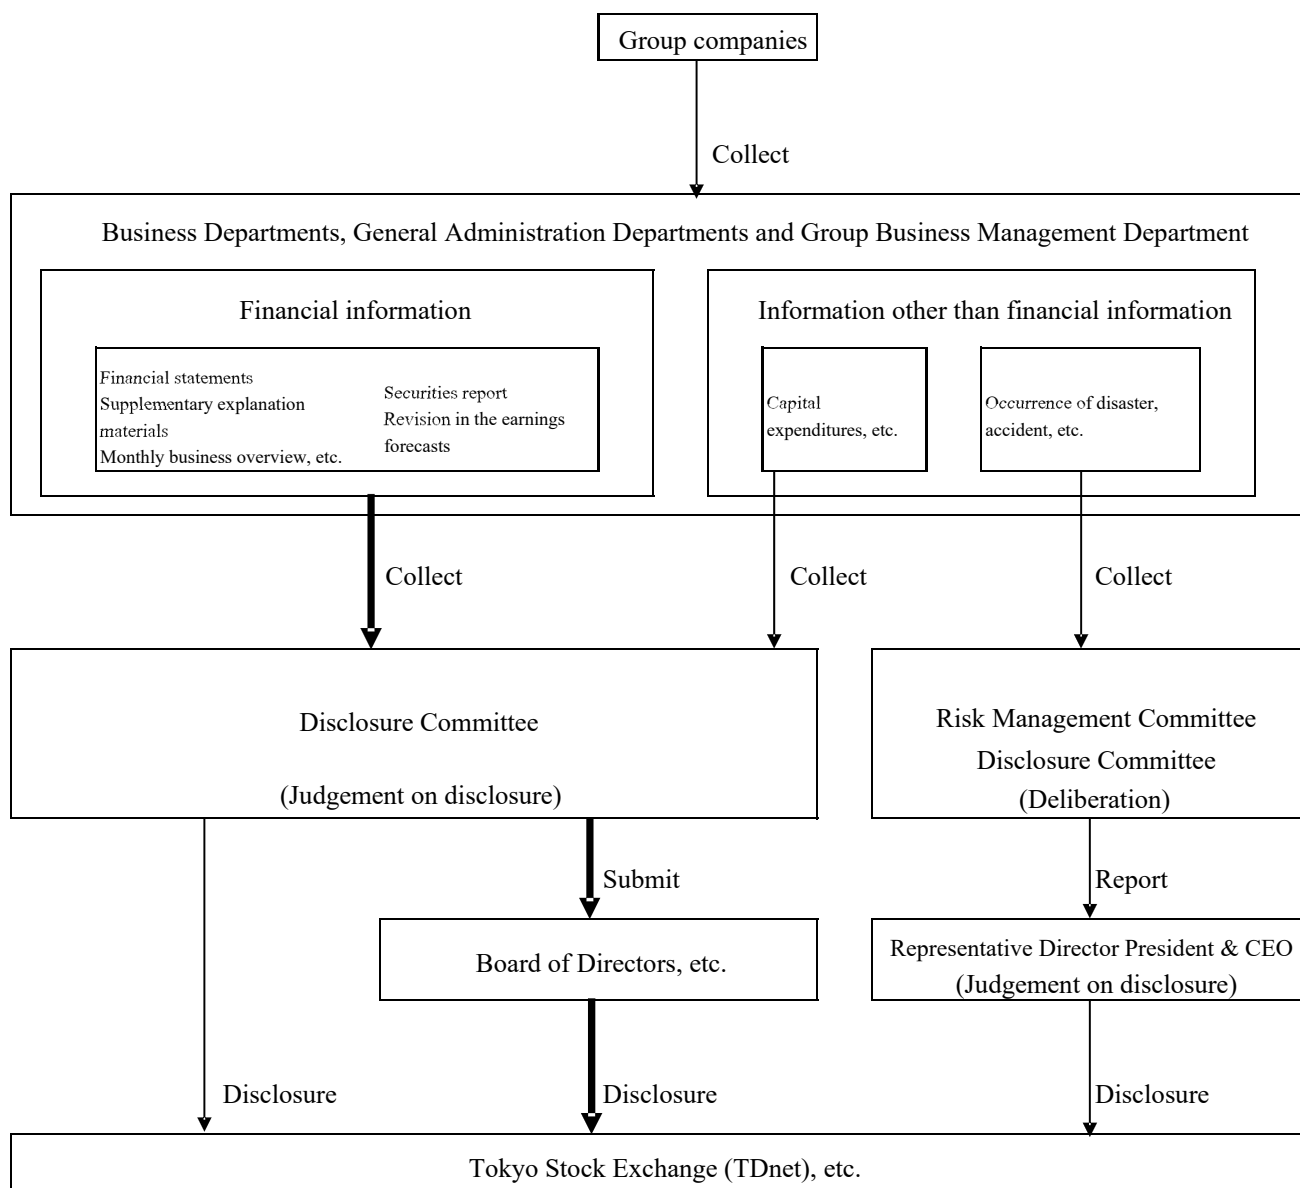 Group companies
Collect
Business Departments, General Administration Departments and Group Business Management Department
Financial information
Financial statements
Supplementary explanation
materials
Monthly business overview, etc.
Securities report
Revision in the earnings
forecasts
Information other than financial information
Capital
expenditures, etc.
Occurrence of disaster,
accident, etc.
Collect
Collect
Collect
Disclosure Committee
(Judgement on disclosure)
Risk Management Committee
Disclosure Committee
(Deliberation)
Submit
Report
Board of Directors, etc.
Representative Director President & CEO
(Judgement on disclosure)
Disclosure
Disclosure
Disclosure
Tokyo Stock Exchange (TDnet), etc.